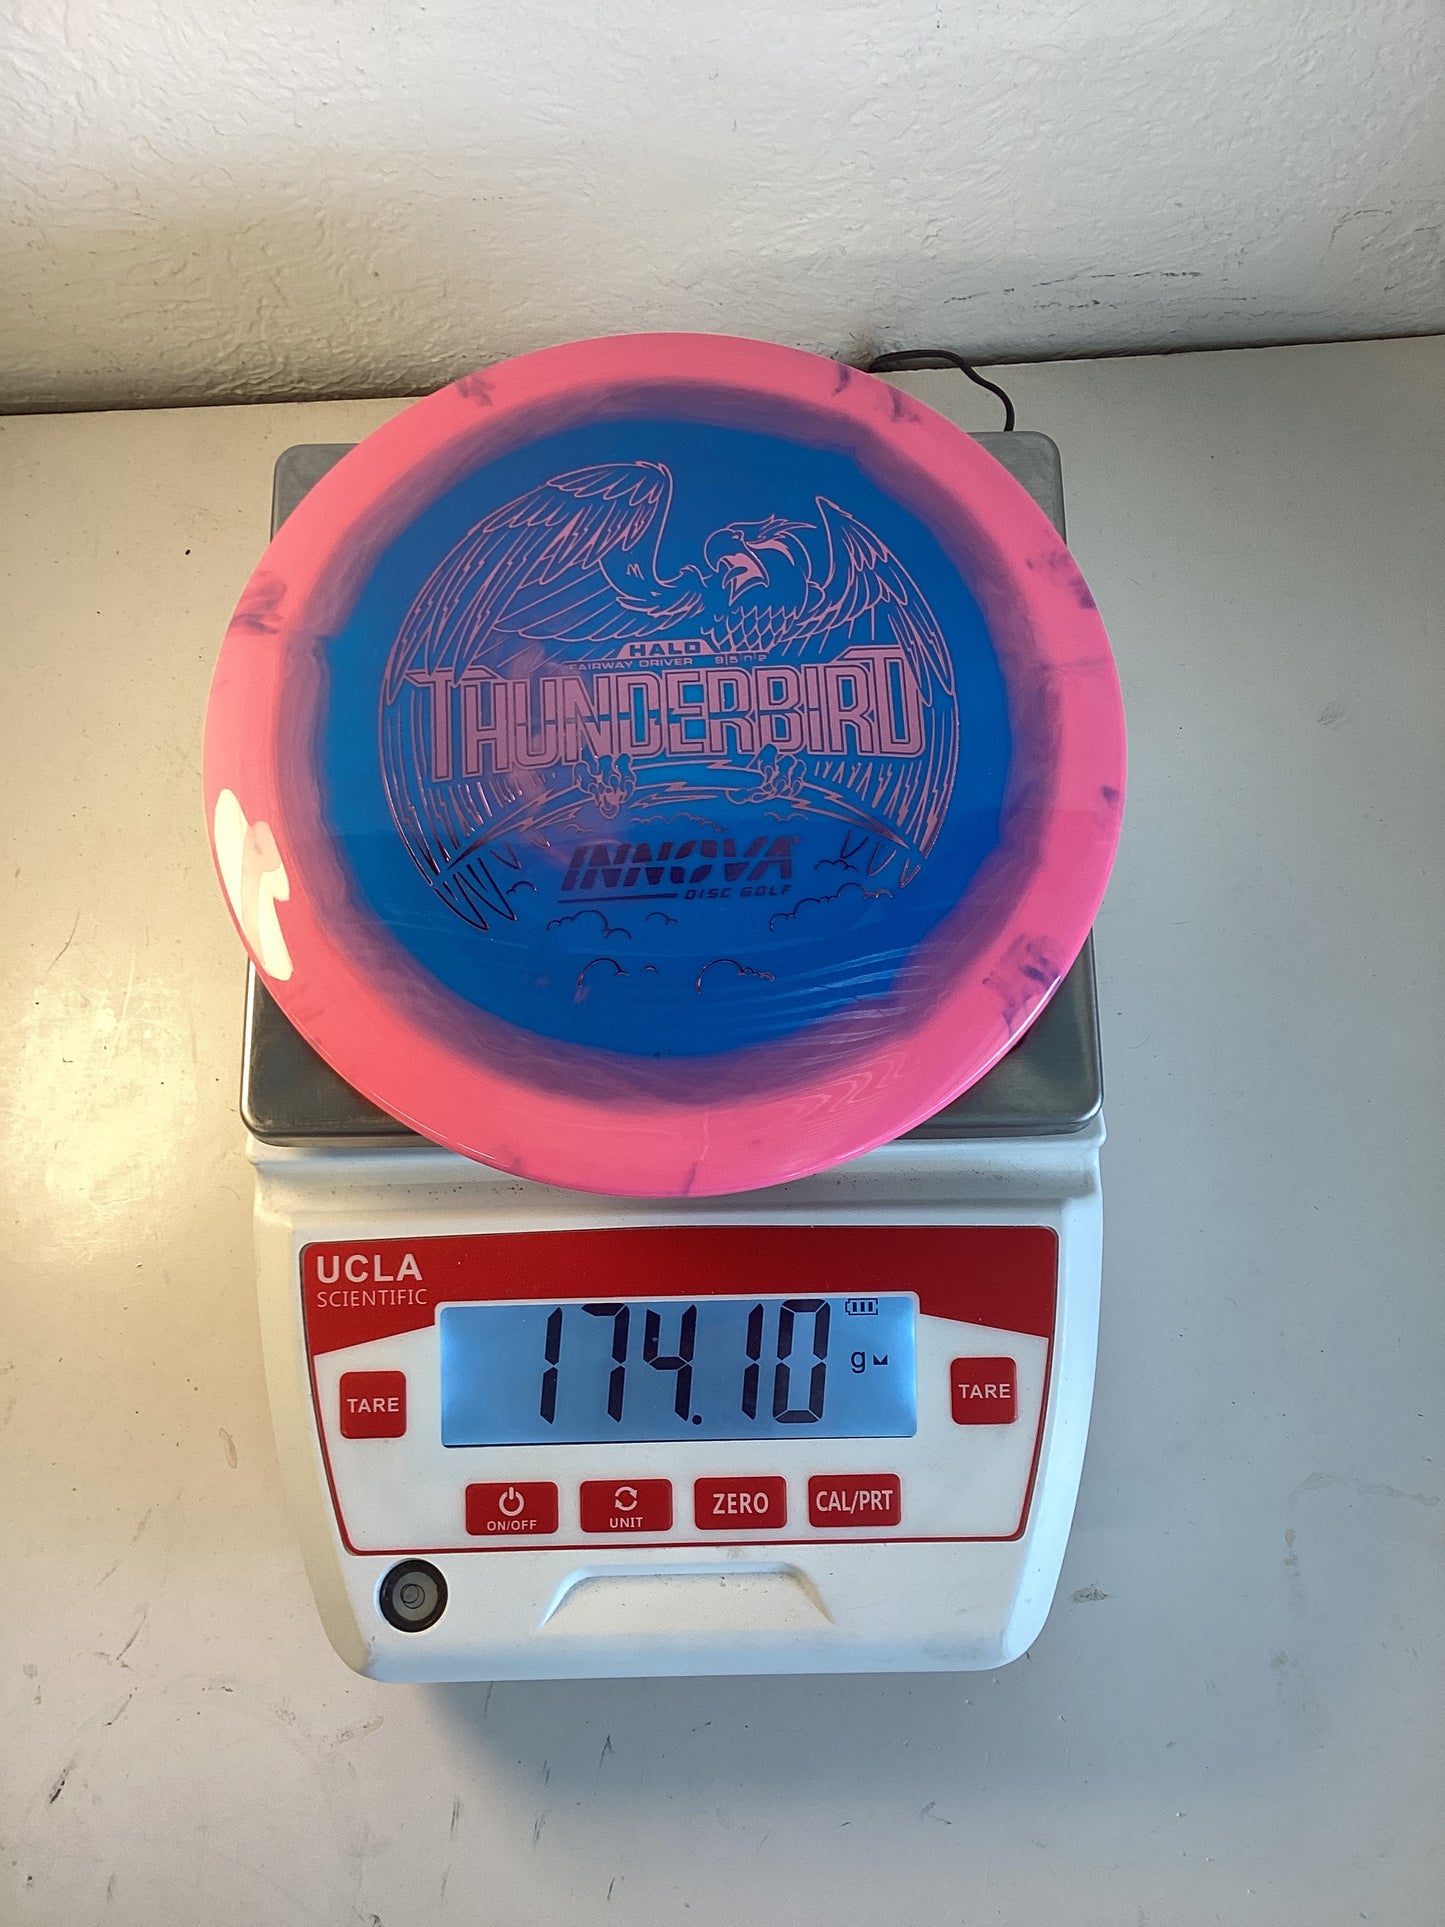 HALO
FAIRWAY DRIVER 9|5|0|2
THUNDERBIRD
INNOVA
DISC GOLF
UCLA
SCIENTIFIC
174.10 g
TARE
TARE
ON/OFF
UNIT
ZERO
CAL/PRT